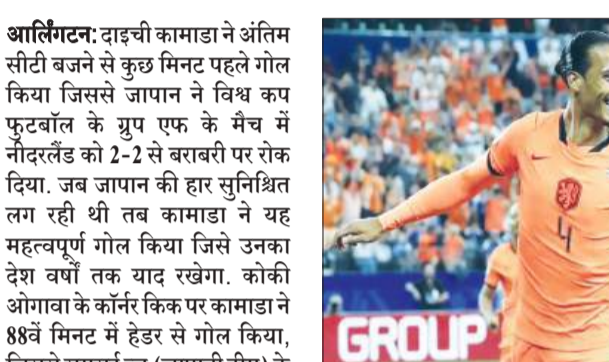 आर्लिंगटन: दाइची कामाडा ने अंतिम
सीटी बजने से कुछ मिनट पहले गोल
किया जिससे जापान ने विश्व कप
फुटबॉल के ग्रुप एफ के मैच में
नीदरलैंड को 2-2 से बराबरी पर रोक
दिया. जब जापान की हार सुनिश्चित
लग रही थी तब कामाडा ने यह
महत्वपूर्ण गोल किया जिसे उनका
देश वर्षों तक याद रखेगा. कोकी
ओगावा के कॉर्नर किक पर कामाडा ने
88वें मिनट में हेडर से गोल किया,
4
GROUP